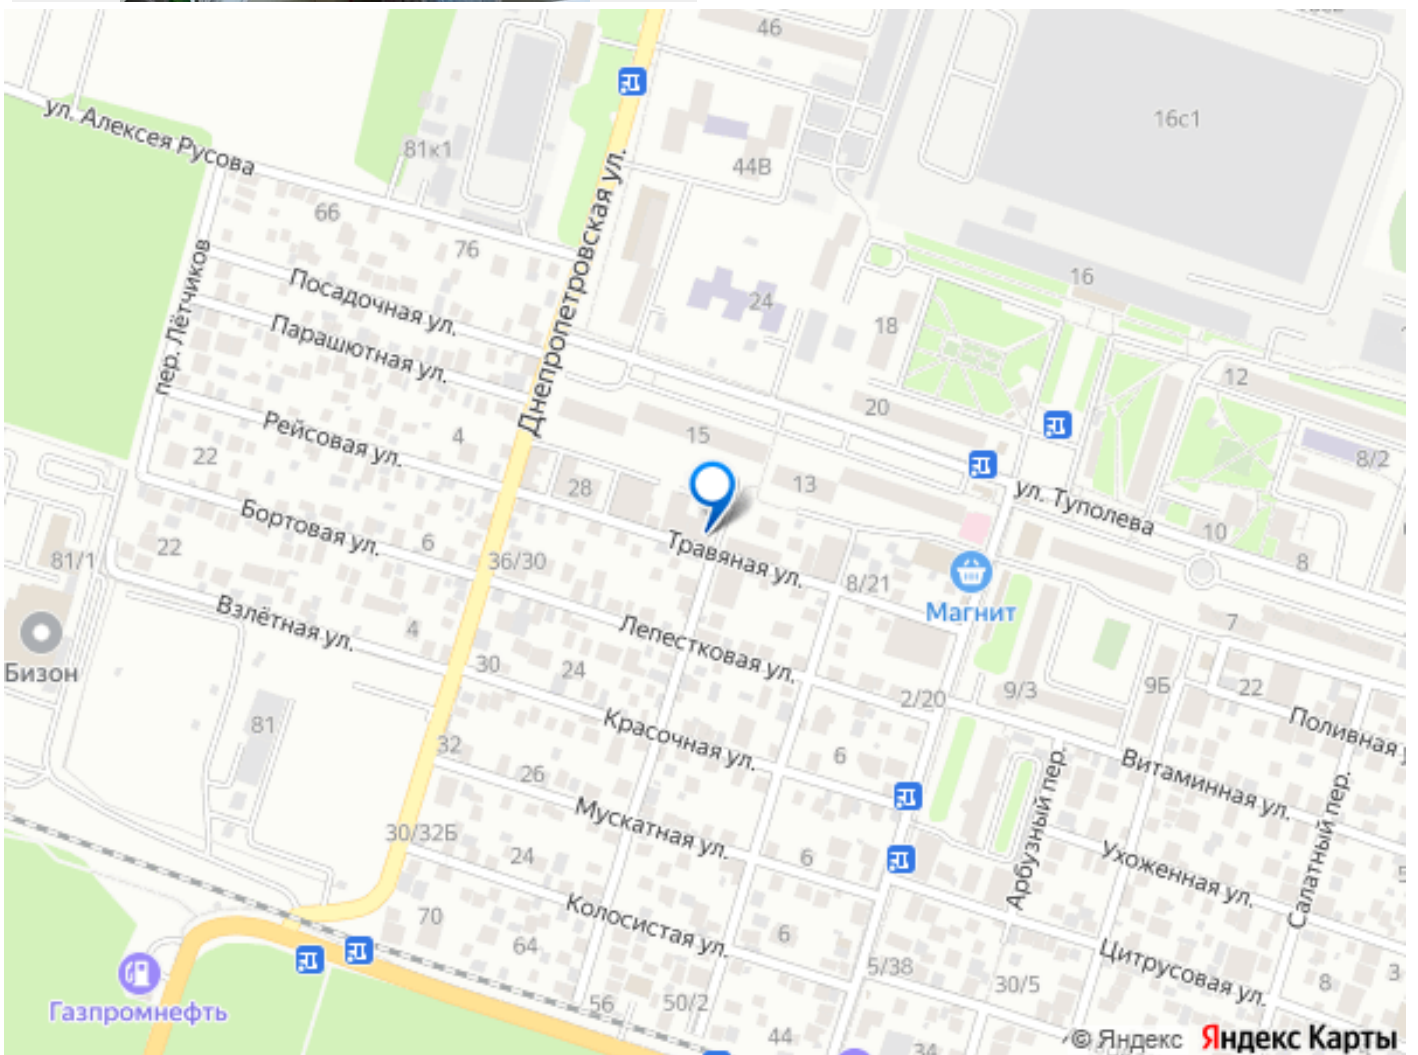 46
16с1
ул. Алексея Русова
81к1
44В
66
Днепропетровская ул.
76
пер. Лётчиков
Посадочная ул.
24
16
18
Парашютная ул.
12
20
Рейсовая ул.
4
15
8/2
22
28
13
ул. Туполева
10
Бортовая ул.
6
36/30
Травяная ул.
8
81/1
22
8/21
Магнит
Взлётная ул.
4
Лепестковая ул.
7
Бизон
30
24
2/20
9/3
9Б
22
81
Красочная ул.
Поливная
32
6
Витаминная ул.
26
Арбузный пер.
Салатный пер.
Мускатная ул.
30/32Б
24
6
Ухоженная ул.
5
70
Колосистая ул.
64
6
Цитрусовая ул.
5/38
30/5
8
3
Газпромнефть
56
50/2
44
34
© Яндекс Яндекс Карты